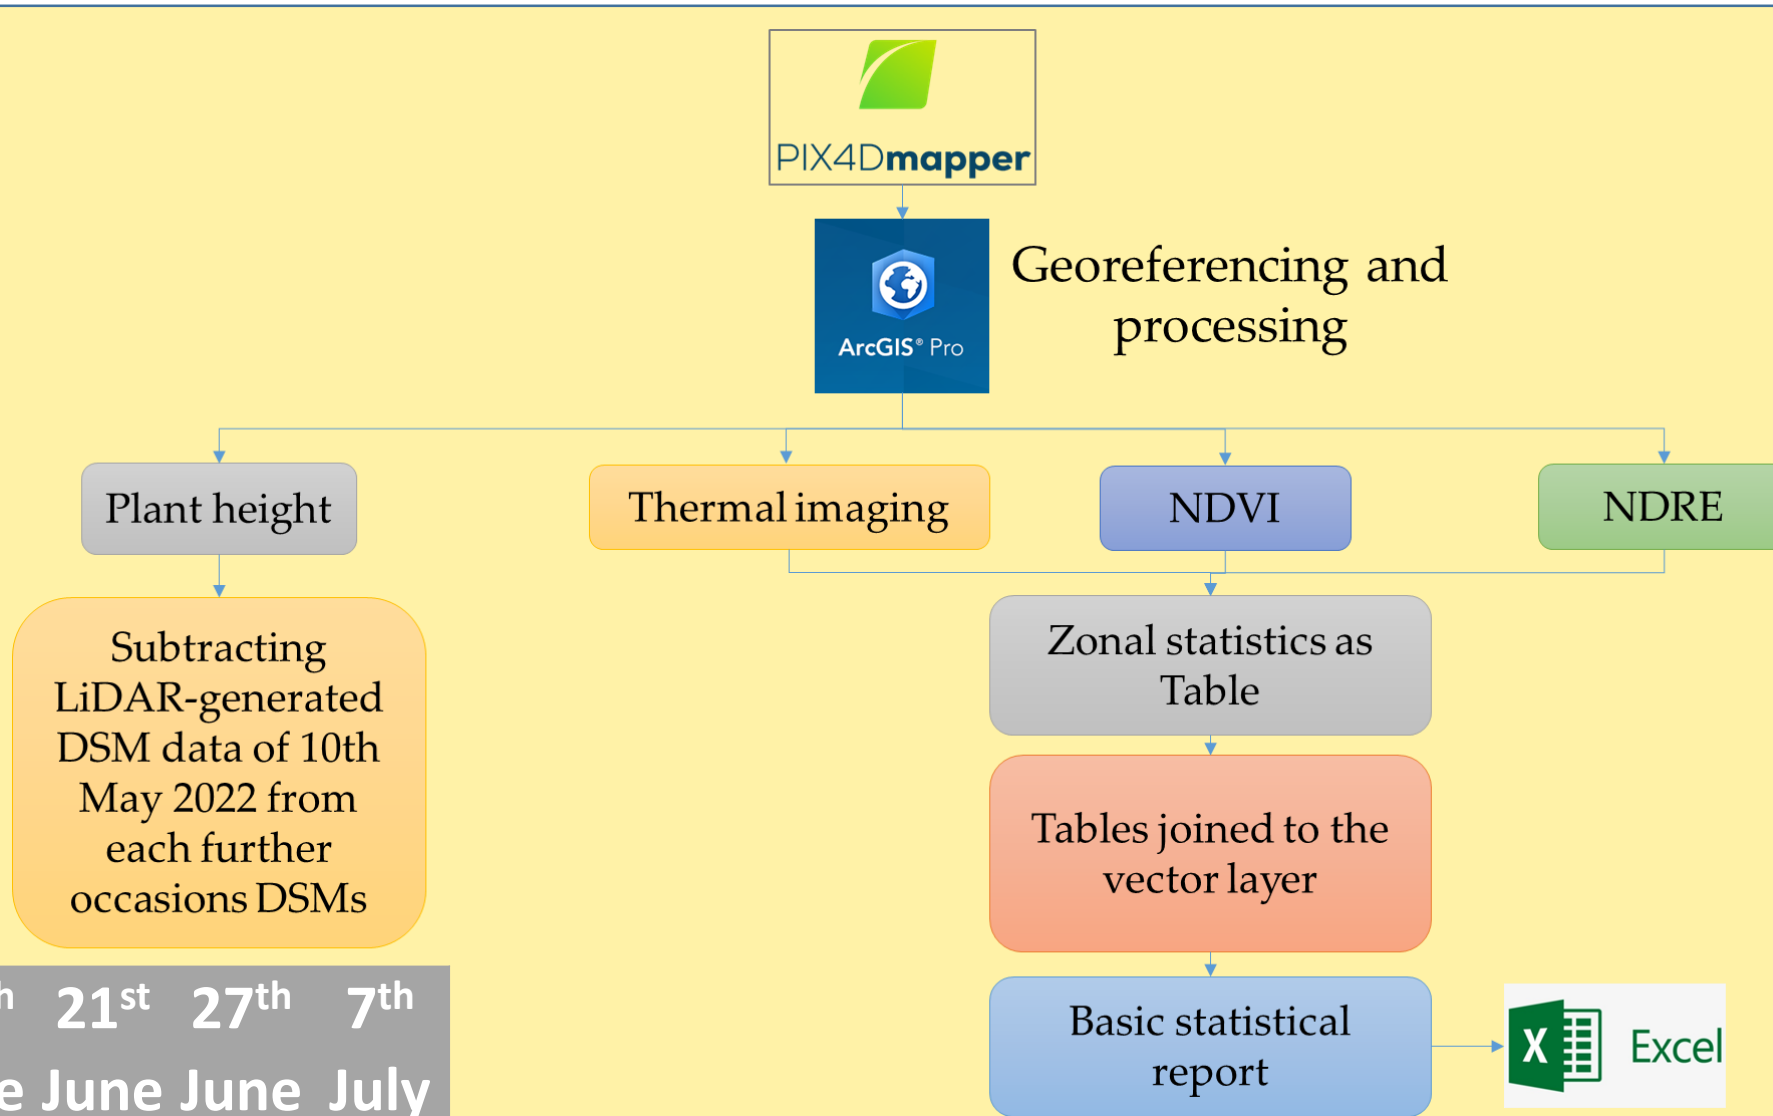 PIX4Dmapper
ArcGIS® Pro
Georeferencing and
processing
Plant height
Thermal imaging
NDVI
NDRE
Subtracting
LiDAR-generated
DSM data of 10th
May 2022 from
each further
occasions DSMs
Zonal statistics as
Table
Tables joined to the
vector layer
Basic statistical
report
X Excel
21st 27th 7th
June June July